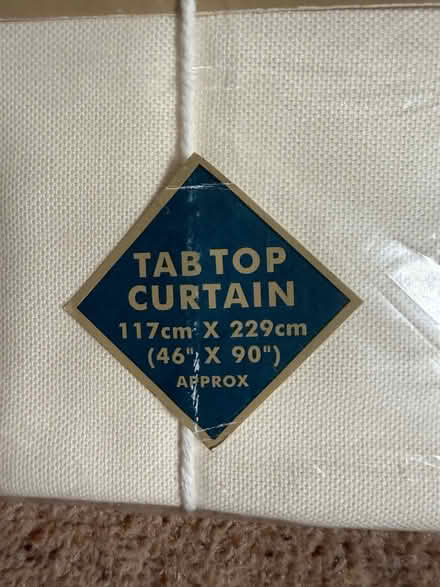 TAB TOP
CURTAIN
117cm X 229cm
(46" X 90")
APPROX